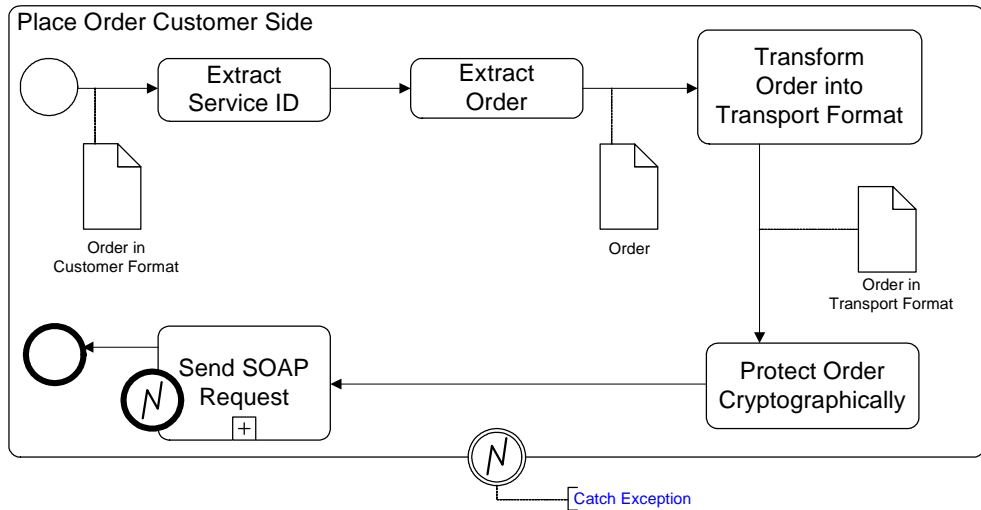 Place Order Customer Side
Extract
Service ID
Extract
Order
Transform
Order into
Transport Format
Order in
Customer Format
Order
Order in
Transport Format
Send SOAP
Request
Protect Order
Cryptographically
Catch Exception